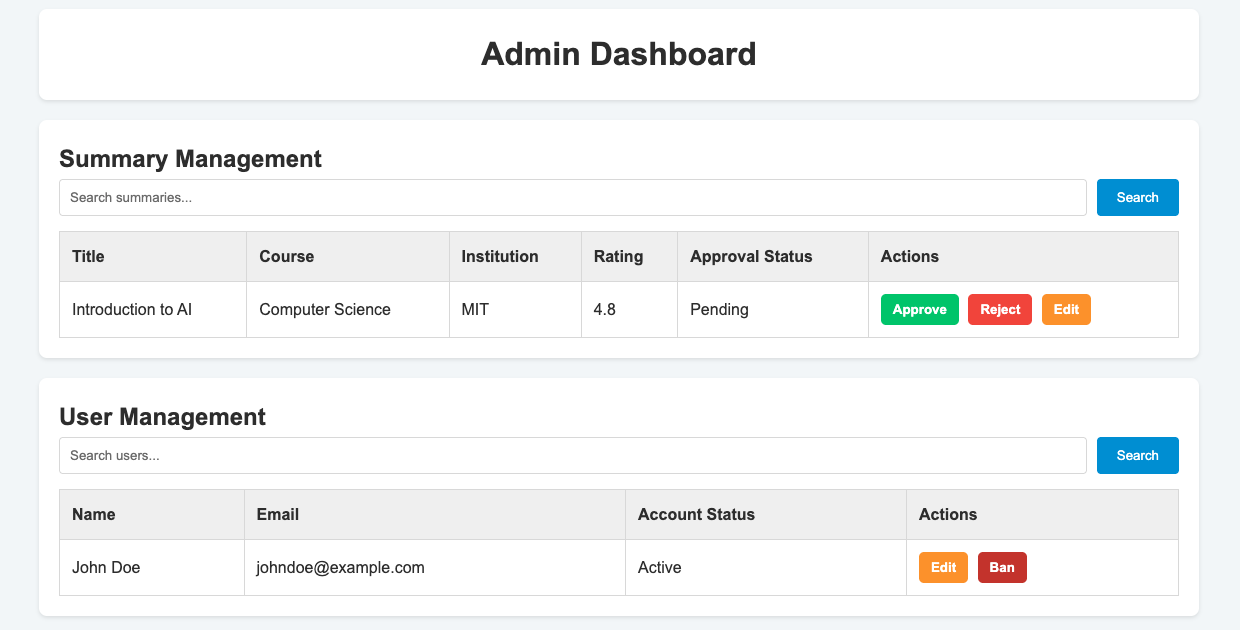 Admin Dashboard
Summary Management
Search summaries... Search
Title Course Institution Rating Approval Status Actions
Introduction to AI Computer Science MIT 4.8 Pending Approve Reject Edit
User Management
Search users... Search
Name Email Account Status Actions
John Doe johndoe@example.com Active Edit Ban